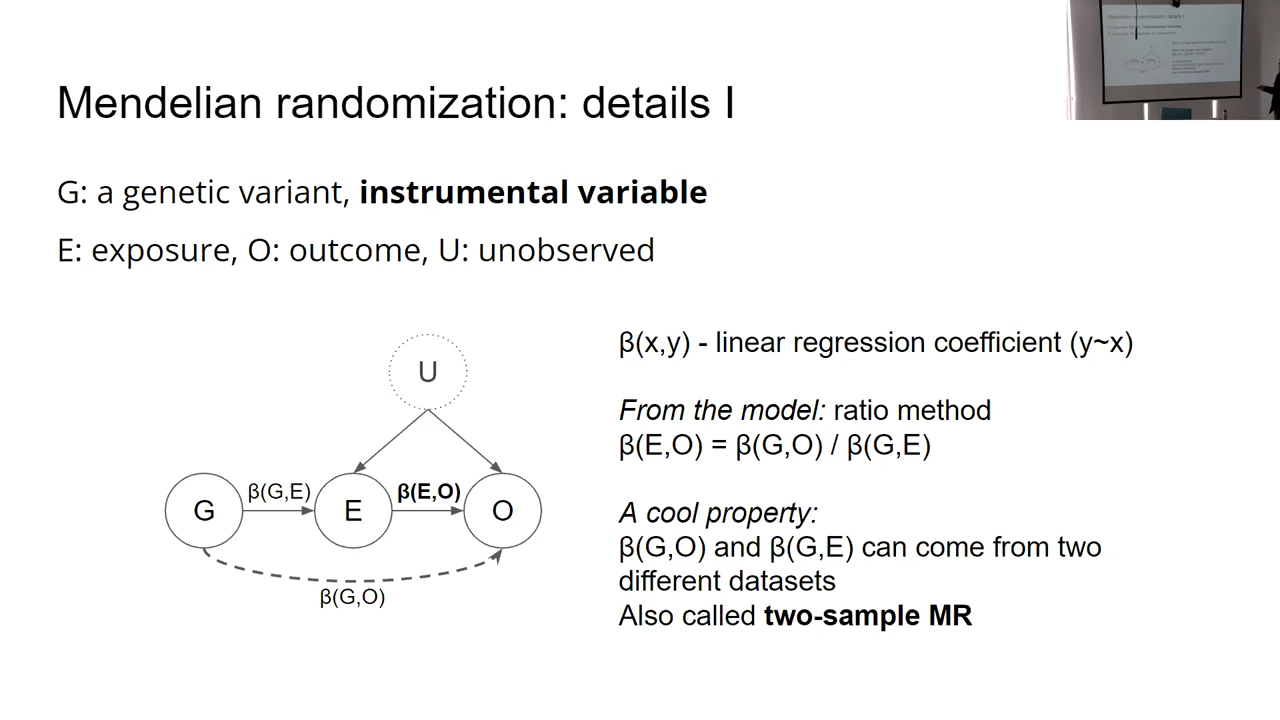 Mendelian randomization: details I
G: a genetic variant, instrumental variable
E: exposure, O: outcome, U: unobserved
U
G
β(G,E)
E
β(E,O)
O
β(G,O)
β(x,y) - linear regression coefficient (y~x)
From the model: ratio method
β(E,O) = β(G,O) / β(G,E)
A cool property:
β(G,O) and β(G,E) can come from two
different datasets
Also called two-sample MR